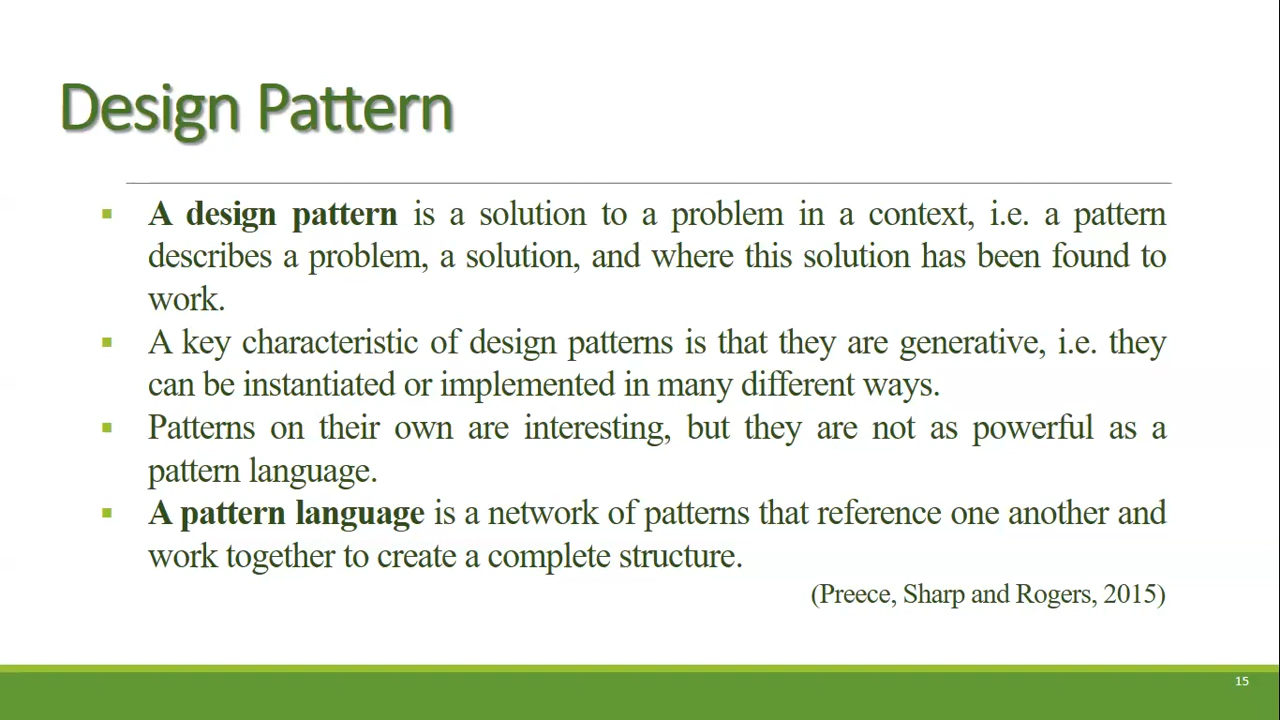 Design Pattern
A design pattern is a solution to a problem in a context, i.e. a pattern
describes a problem, a solution, and where this solution has been found to
work.
A key characteristic of design patterns is that they are generative, i.e. they
can be instantiated or implemented in many different ways.
Patterns on their own are interesting, but they are not as powerful as a
pattern language.
A pattern language is a network of patterns that reference one another and
work together to create a complete structure.
(Preece, Sharp and Rogers, 2015)
15